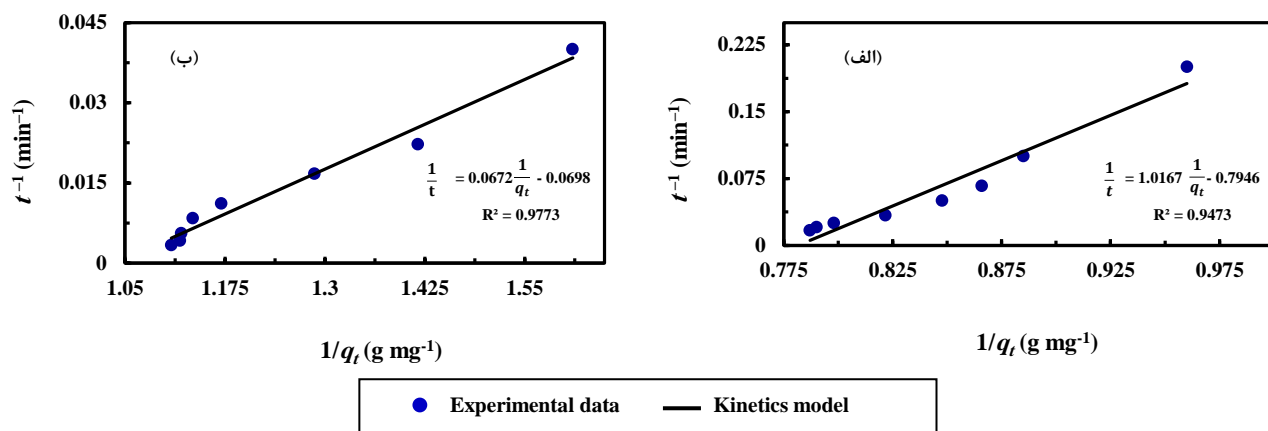 (ب)
0.045
0.03
0.015
0
t⁻¹ (min⁻¹)
1/t = 0.0672 1/qₜ - 0.0698
R² = 0.9773
1.05 1.175 1.3 1.425 1.55
1/qₜ (g mg⁻¹)
(الف)
0.225
0.15
0.075
0
t⁻¹ (min⁻¹)
1/t = 1.0167 1/qₜ - 0.7946
R² = 0.9473
0.775 0.825 0.875 0.925 0.975
1/qₜ (g mg⁻¹)
Experimental data Kinetics model